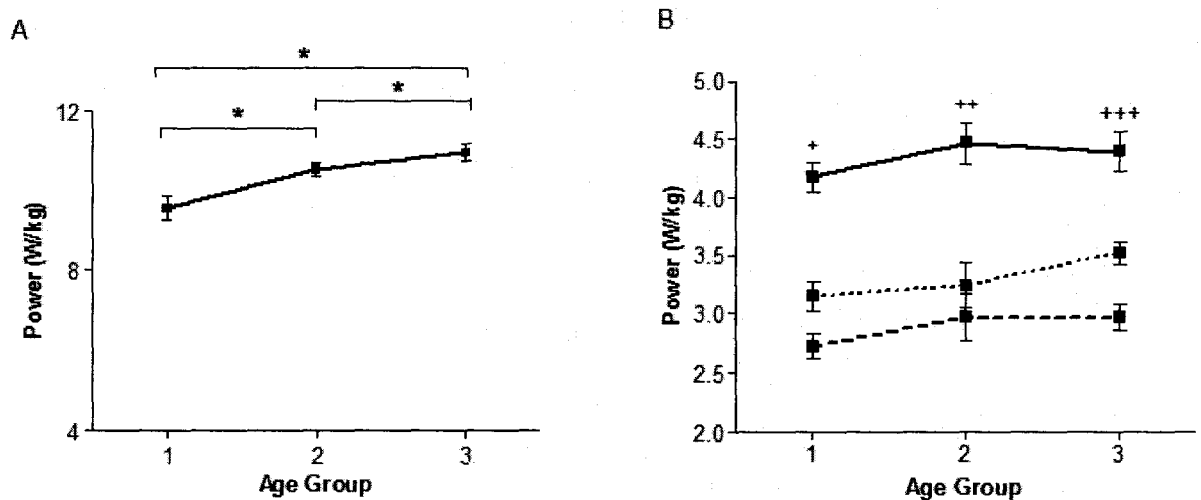 A
*
*
*
12
8
4
Power (W/kg)
1 2 3
Age Group
B
5.0
4.5
4.0
3.5
3.0
2.5
2.0
Power (W/kg)
+
++
+++
1 2 3
Age Group